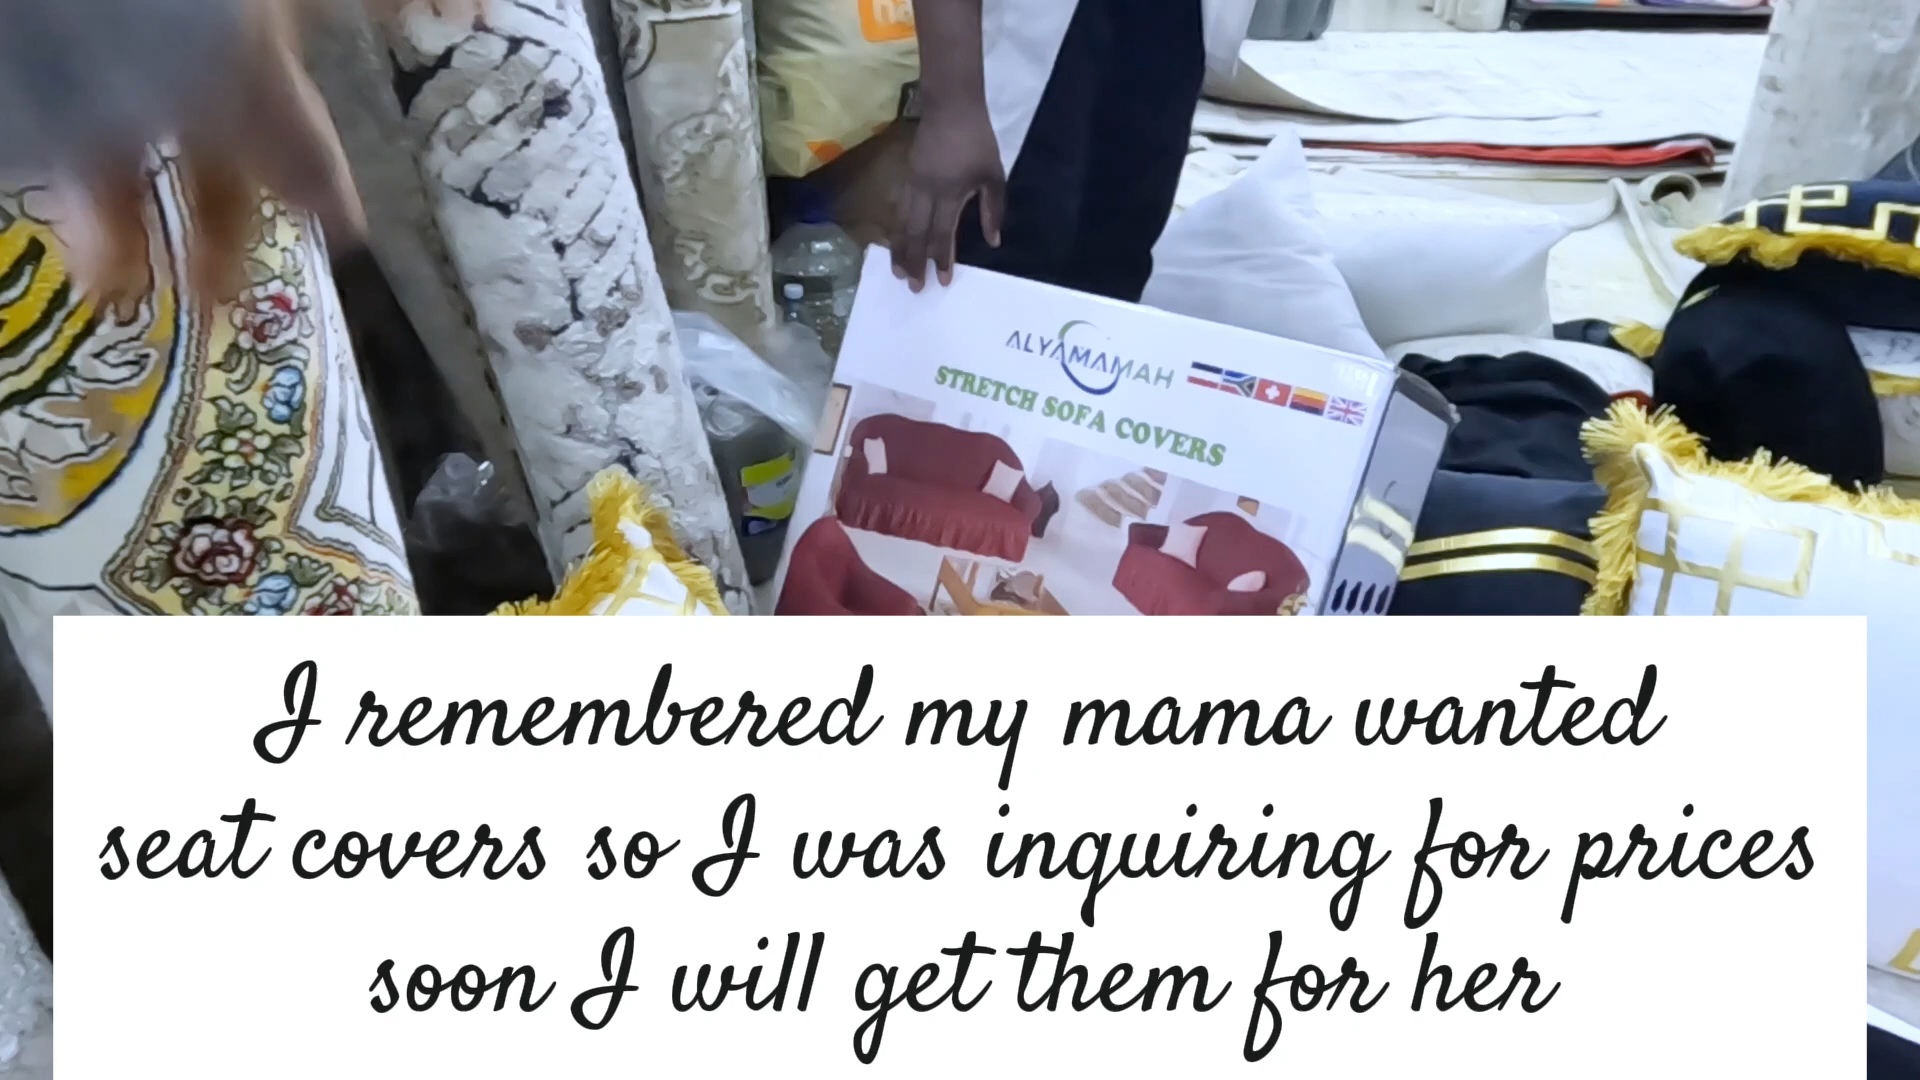 ALYAMAMAH
STRETCH SOFA COVERS
I remembered my mama wanted
seat covers so I was inquiring for prices
soon I will get them for her